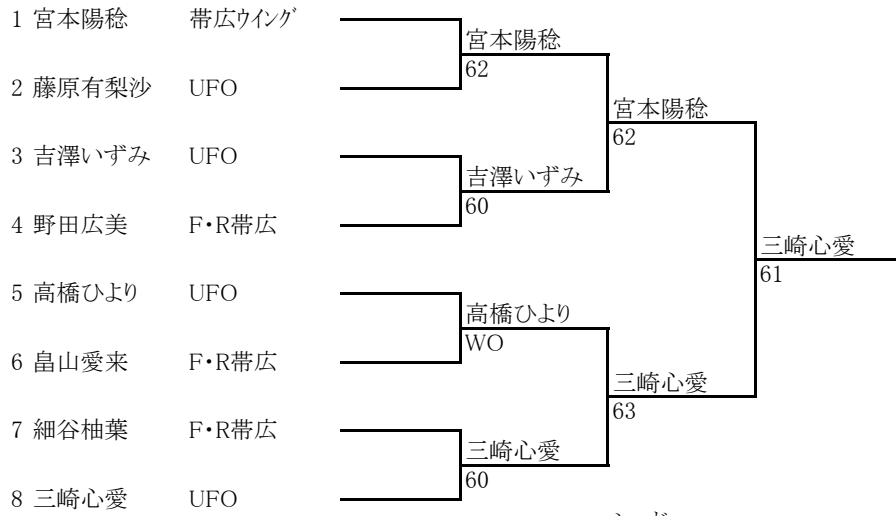 1 宮本陽稔 帯広ウイング
宮本陽稔
62
2 藤原有梨沙 UFO
宮本陽稔
62
3 吉澤いずみ UFO
吉澤いずみ
60
4 野田広美 F・R帯広
三崎心愛
61
5 高橋ひより UFO
高橋ひより
WO
6 畠山愛来 F・R帯広
三崎心愛
63
7 細谷柚葉 F・R帯広
三崎心愛
60
8 三崎心愛 UFO